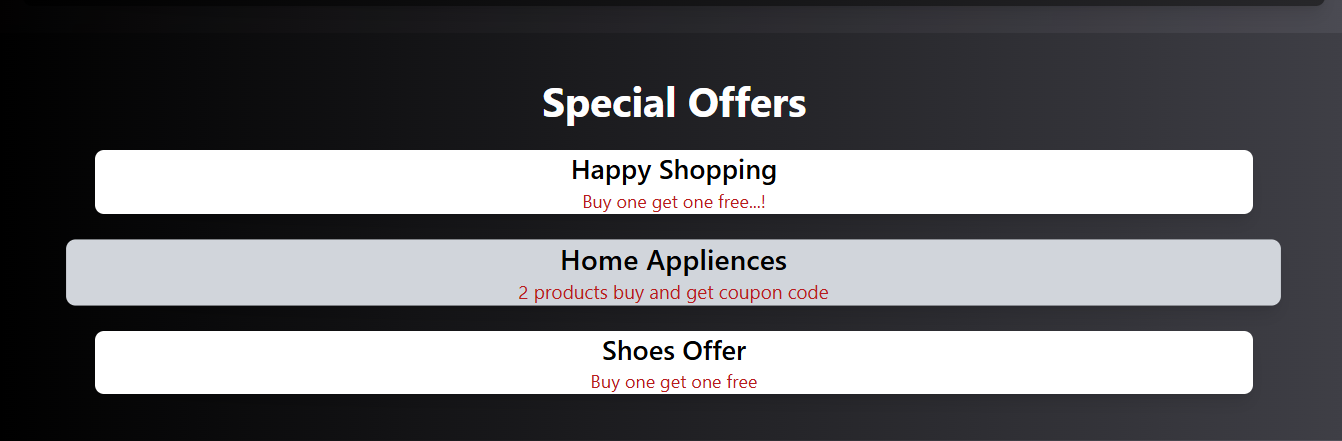 Special Offers
Happy Shopping
Buy one get one free...!
Home Appliences
2 products buy and get coupon code
Shoes Offer
Buy one get one free